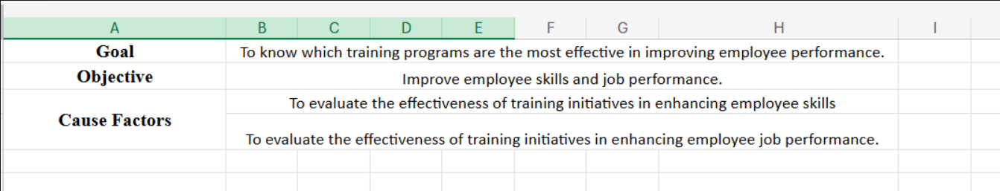 A B C D E F G H I
Goal To know which training programs are the most effective in improving employee performance.
Objective Improve employee skills and job performance.
Cause Factors
To evaluate the effectiveness of training initiatives in enhancing employee skills
To evaluate the effectiveness of training initiatives in enhancing employee job performance.